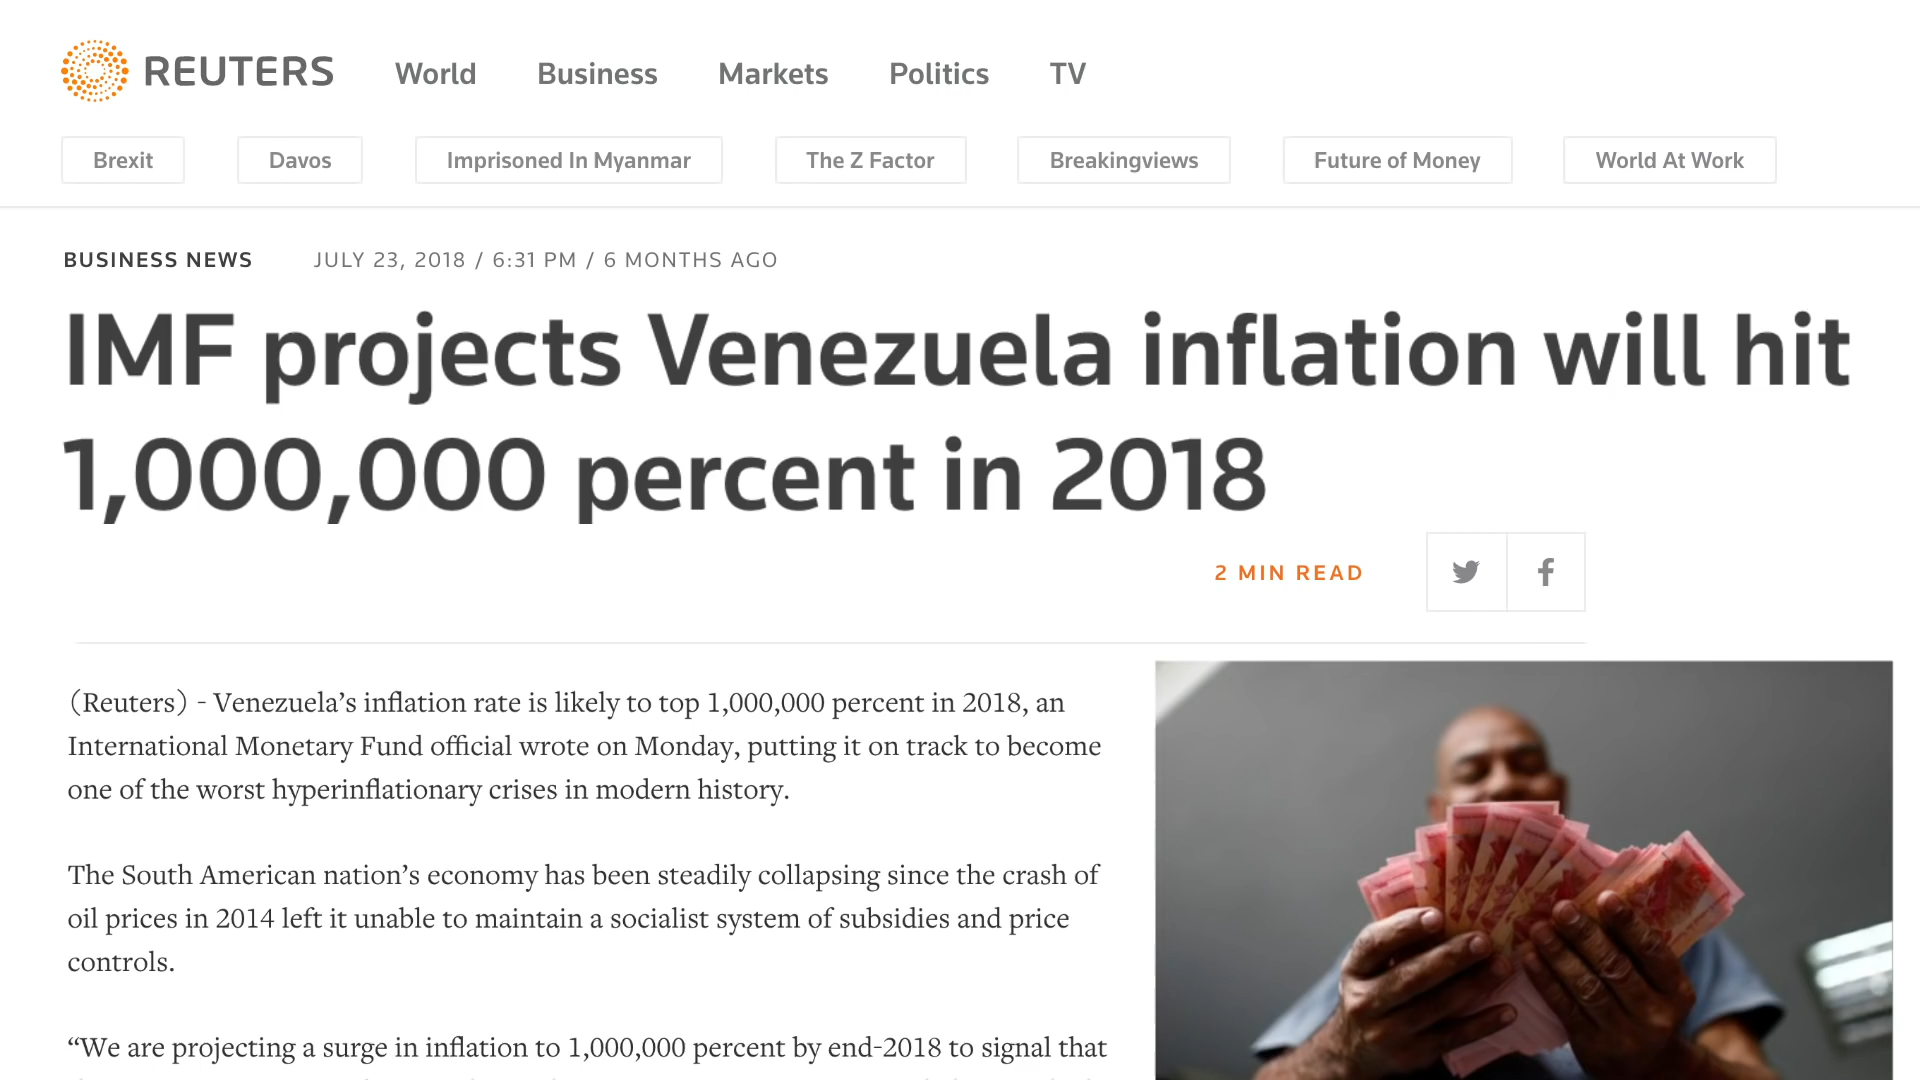 REUTERS World Business Markets Politics TV
Brexit Davos Imprisoned In Myanmar The Z Factor Breakingviews Future of Money World At Work
BUSINESS NEWS JULY 23, 2018 / 6:31 PM / 6 MONTHS AGO
IMF projects Venezuela inflation will hit
1,000,000 percent in 2018
2 MIN READ
(Reuters) - Venezuela’s inflation rate is likely to top 1,000,000 percent in 2018, an
International Monetary Fund official wrote on Monday, putting it on track to become
one of the worst hyperinflationary crises in modern history.
The South American nation’s economy has been steadily collapsing since the crash of
oil prices in 2014 left it unable to maintain a socialist system of subsidies and price
controls.
“We are projecting a surge in inflation to 1,000,000 percent by end-2018 to signal that